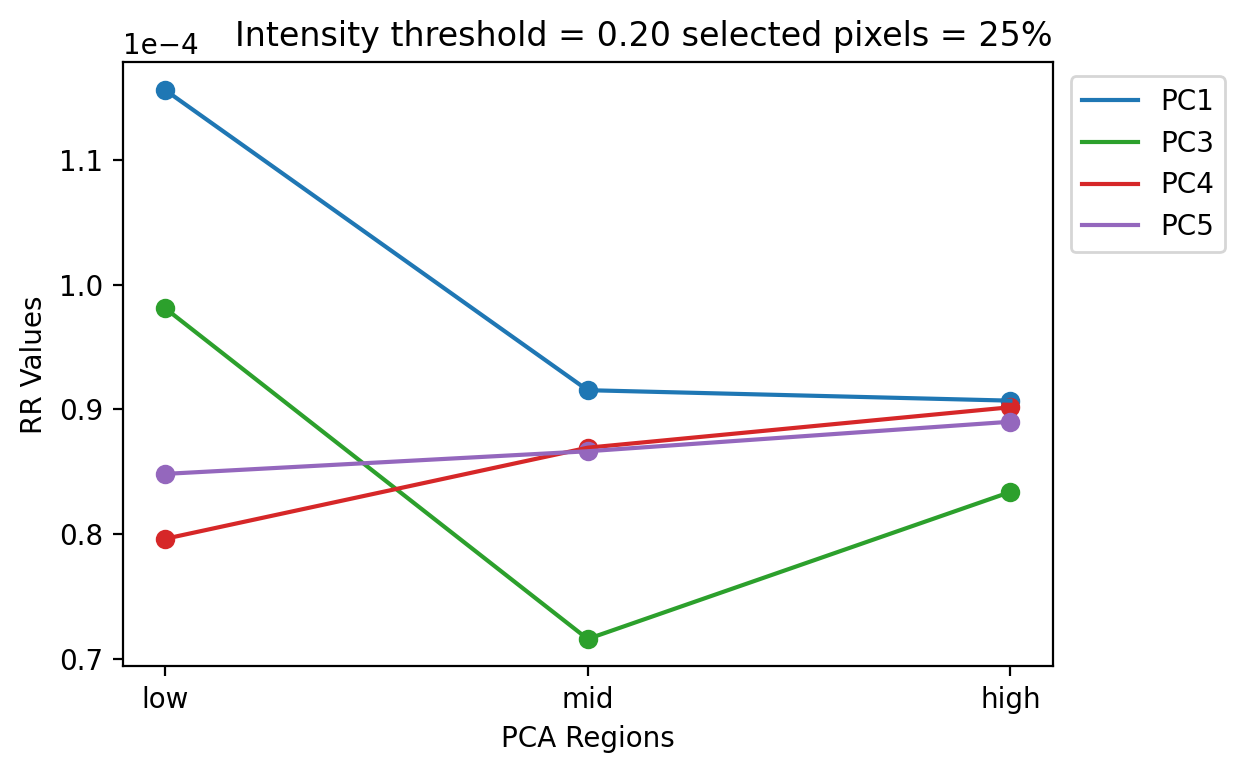 Intensity threshold = 0.20 selected pixels = 25%
1e−4
1.1
1.0
0.9
0.8
0.7
RR Values
low
mid
high
PCA Regions
PC1
PC3
PC4
PC5